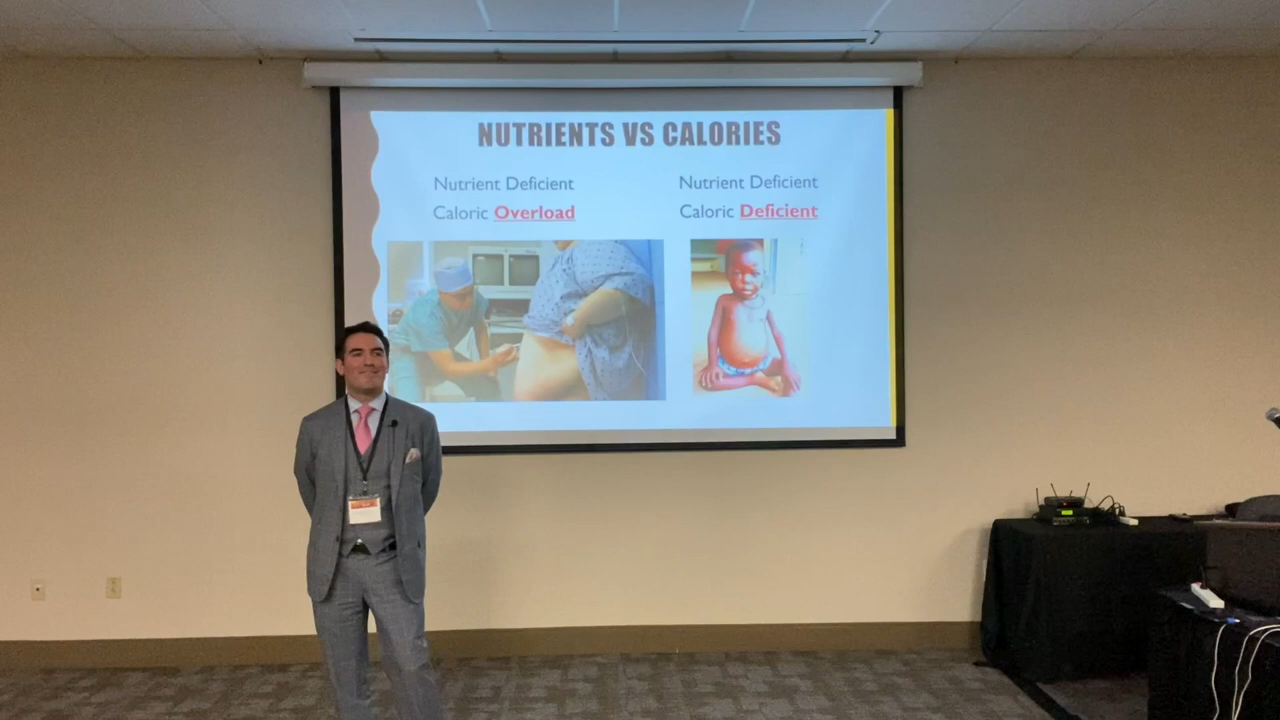 NUTRIENTS VS CALORIES
Nutrient Deficient
Caloric Overload
Nutrient Deficient
Caloric Deficient